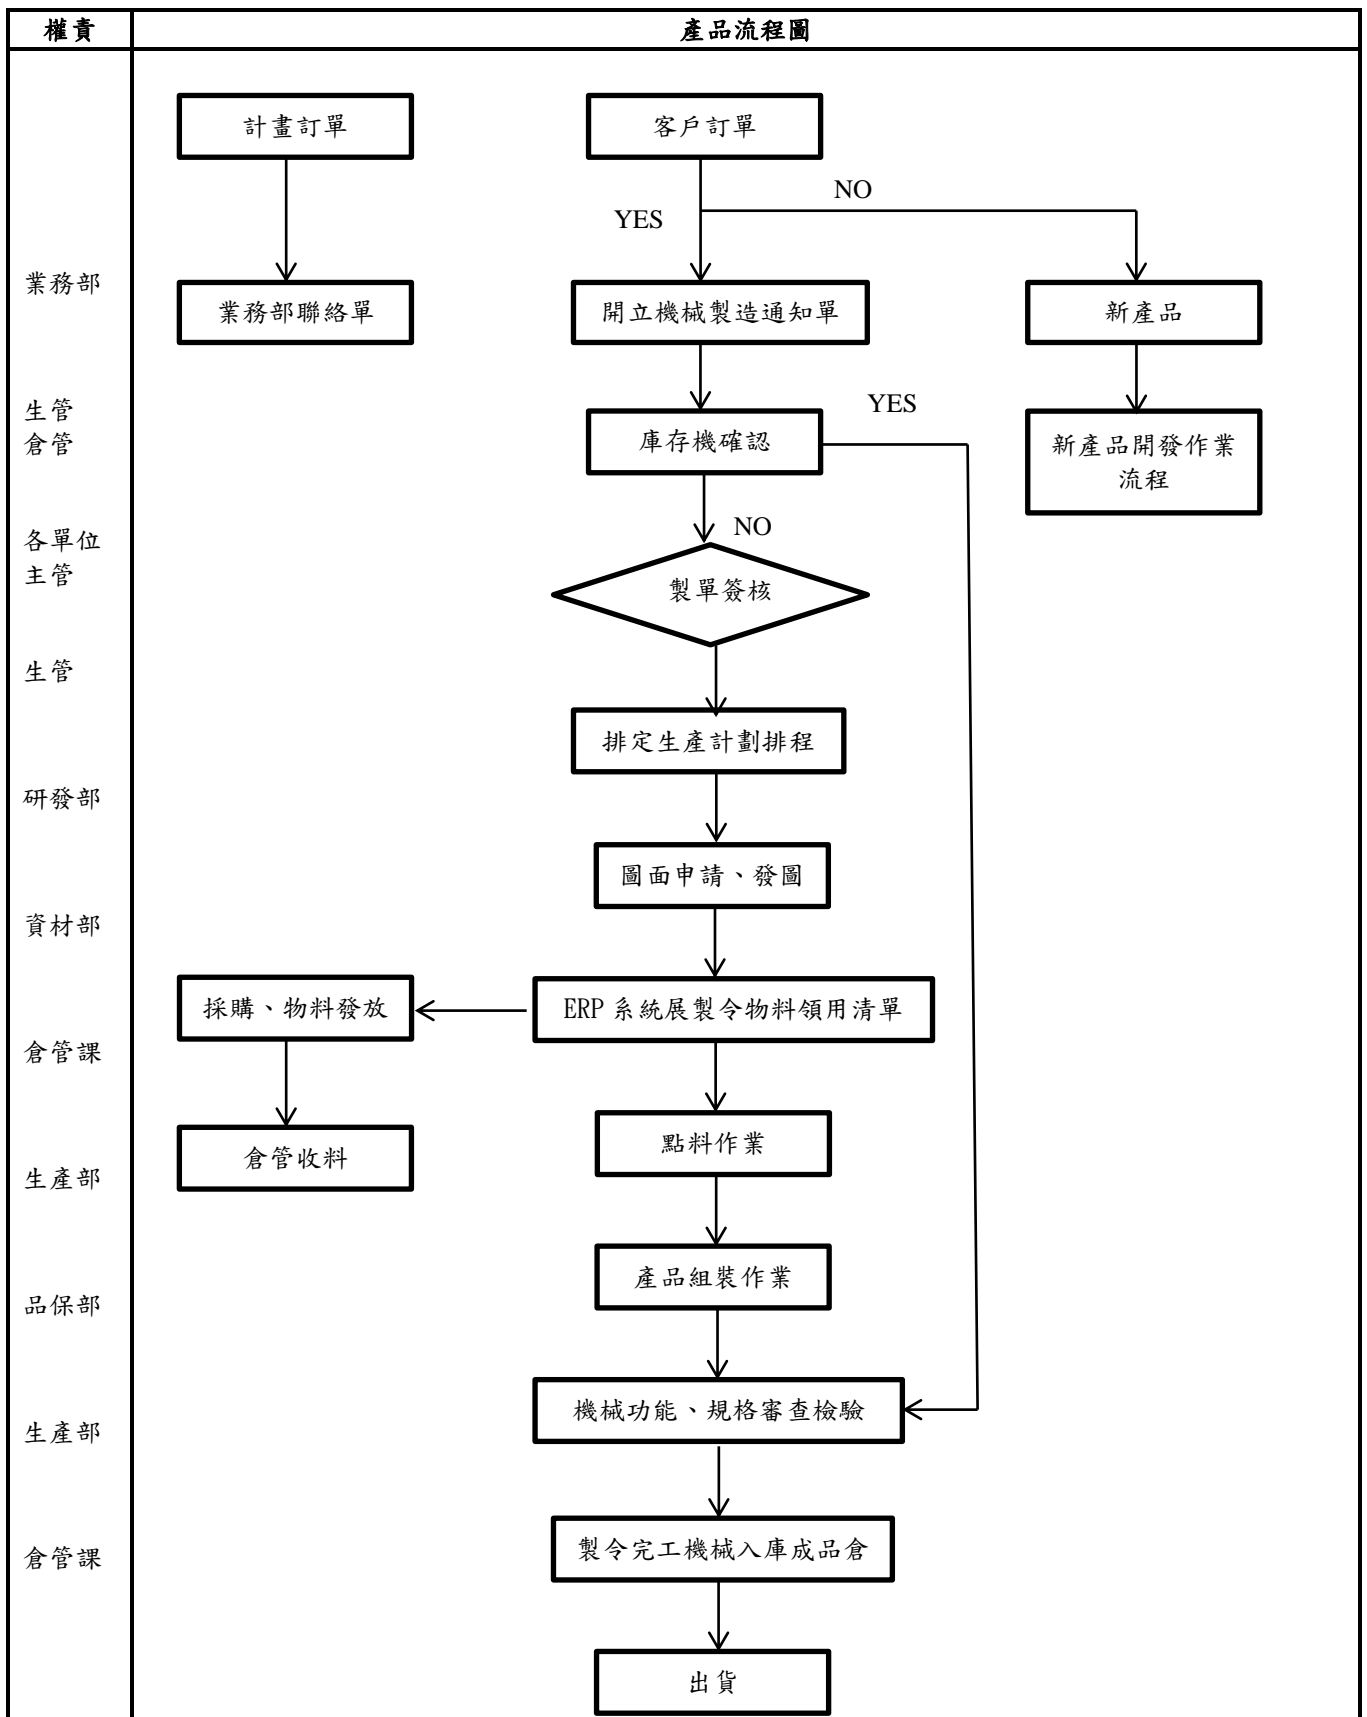 權責
產品流程圖
計畫訂單
客戶訂單
NO
YES
業務部
業務部聯絡單
開立機械製造通知單
新產品
生管
倉管
YES
庫存機確認
新產品開發作業
流程
各單位
主管
NO
製單簽核
生管
排定生產計劃排程
研發部
圖面申請、發圖
資材部
採購、物料發放
ERP 系統展製令物料領用清單
倉管課
點料作業
倉管收料
生產部
產品組裝作業
品保部
機械功能、規格審查檢驗
生產部
製令完工機械入庫成品倉
倉管課
出貨